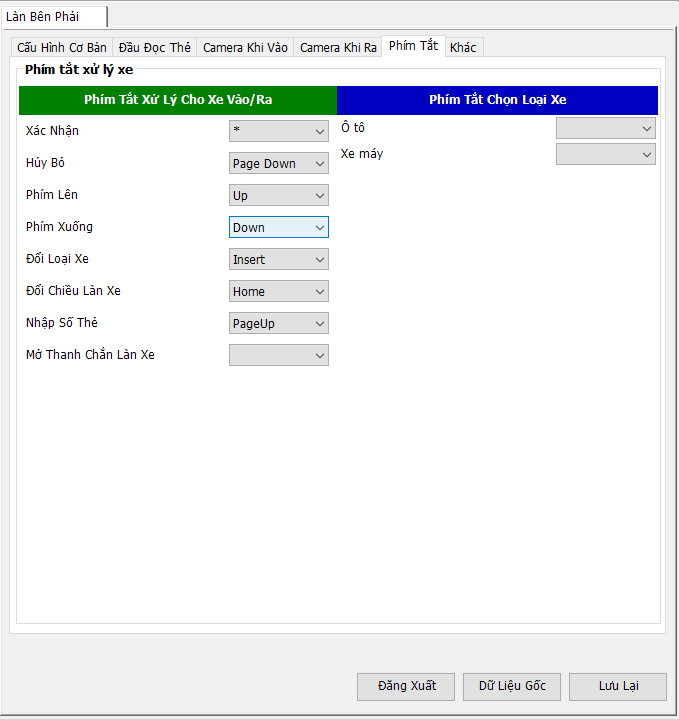 Làn Bên Phải
Cấu Hình Cơ Bản Đầu Đọc Thẻ Camera Khi Vào Camera Khi Ra Phím Tắt Khác
Phím tắt xử lý xe
Phím Tắt Xử Lý Cho Xe Vào/Ra Phím Tắt Chọn Loại Xe
Xác Nhận * Ô tô
Hủy Bỏ Page Down Xe máy
Phím Lên Up
Phím Xuống Down
Đổi Loại Xe Insert
Đổi Chiều Làn Xe Home
Nhập Số Thẻ PageUp
Mở Thanh Chắn Làn Xe
Đăng Xuất Dữ Liệu Gốc Lưu Lại